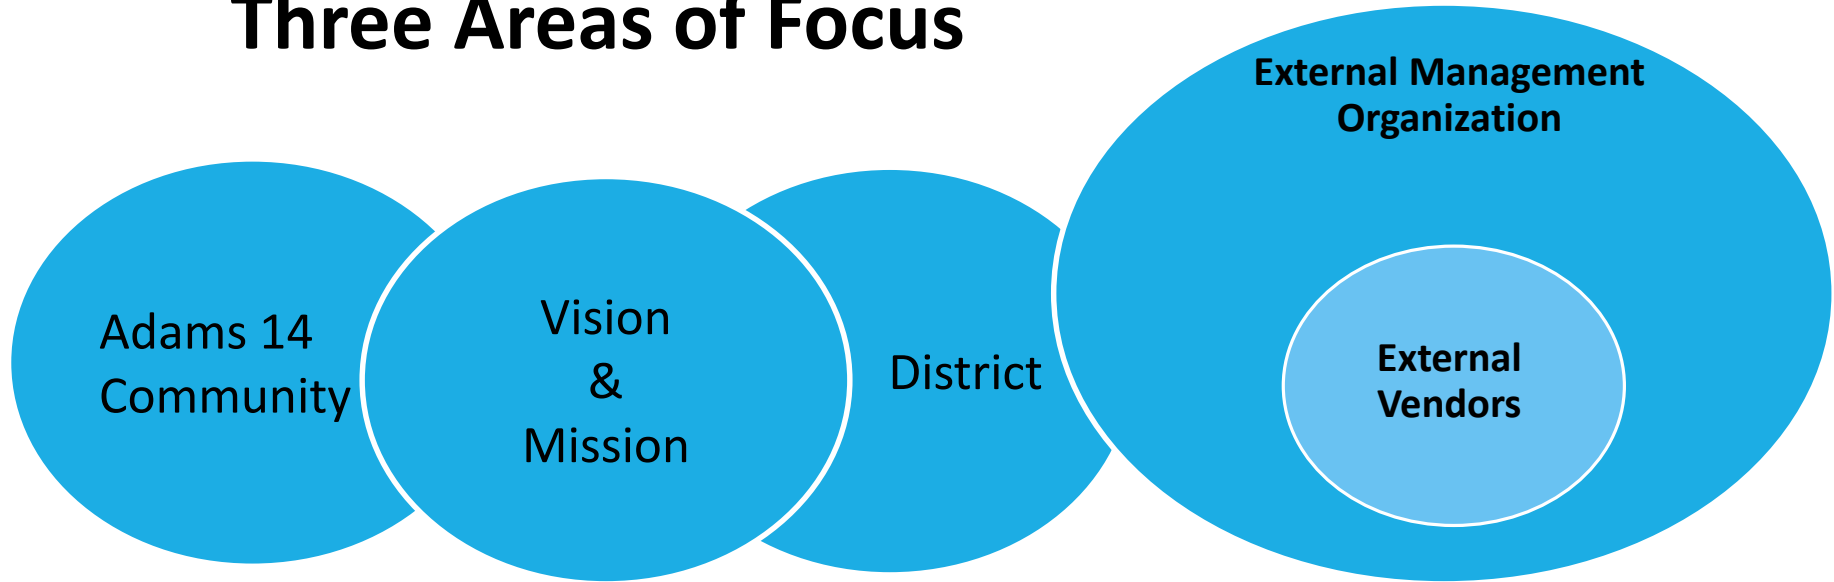 Three Areas of Focus
External Management
Organization
Adams 14
Community
Vision
&
Mission
District
External
Vendors